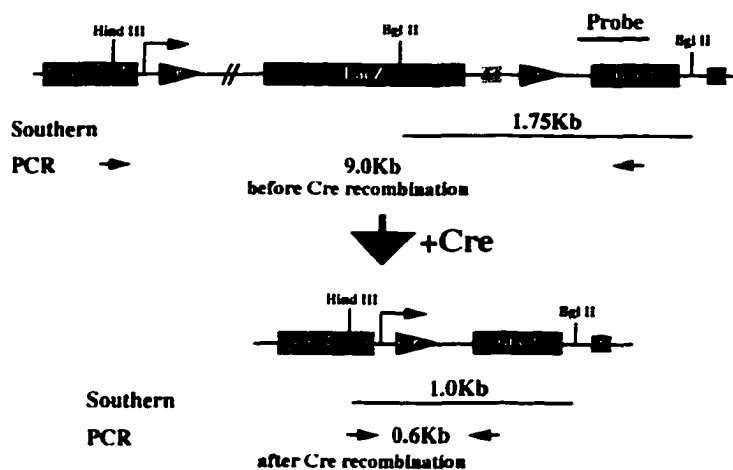 Probe
Hind III
Bgl II
Bgl II
LacZ
Southern
1.75Kb
PCR
9.0Kb
before Cre recombination
+Cre
Hind III
Bgl II
Southern
1.0Kb
PCR
0.6Kb
after Cre recombination